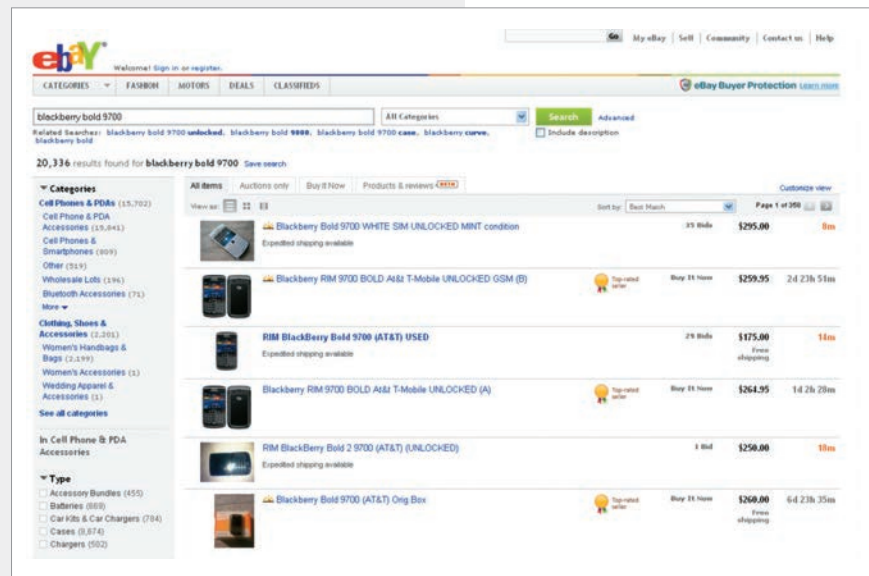 Go My eBay | Sell | Community | Contact us | Help
ebaY
Welcome! Sign in or register.
CATEGORIES FASHION MOTORS DEALS CLASSIFIEDS
eBay Buyer Protection Learn more
blackberry bold 9700 All Categories Search Advanced
Related Searches: blackberry bold 9700 unlocked, blackberry bold 9000, blackberry bold 9700 case, blackberry curve,
blackberry bold
Include description
20,336 results found for blackberry bold 9700 Save search
Categories
Cell Phones & PDAs (15,702)
Cell Phone & PDA
Accessories (15,041)
Cell Phones &
Smartphones (809)
Other (519)
Wholesale Lots (196)
Bluetooth Accessories (71)
More
Clothing, Shoes &
Accessories (2,201)
Women's Handbags &
Bags (2,199)
Women's Accessories (1)
Wedding Apparel &
Accessories (1)
See all categories
In Cell Phone & PDA
Accessories
Type
Accessory Bundles (455)
Batteries (869)
Car Kits & Car Chargers (784)
Cases (8,674)
Chargers (502)
All items Auctions only Buy It Now Products & reviews BETA
Customize view
View as: Sort by: Best Match Page 1 of 358
Blackberry Bold 9700 WHITE SIM UNLOCKED MINT condition 35 Bids $295.00 8m
Expedited shipping available
Blackberry RIM 9700 BOLD At&t T-Mobile UNLOCKED GSM (B) Top-rated seller Buy It Now $259.95 2d 23h 51m
RIM BlackBerry Bold 9700 (AT&T) USED 29 Bids $175.00 14m
Expedited shipping available Free shipping
Blackberry RIM 9700 BOLD At&t T-Mobile UNLOCKED (A) Top-rated seller Buy It Now $264.95 1d 2h 28m
RIM BlackBerry Bold 2 9700 (AT&T) (UNLOCKED) 1 Bid $250.00 18m
Expedited shipping available
Blackberry Bold 9700 (AT&T) Orig Box Top-rated seller Buy It Now $260.00 6d 23h 35m
Free shipping